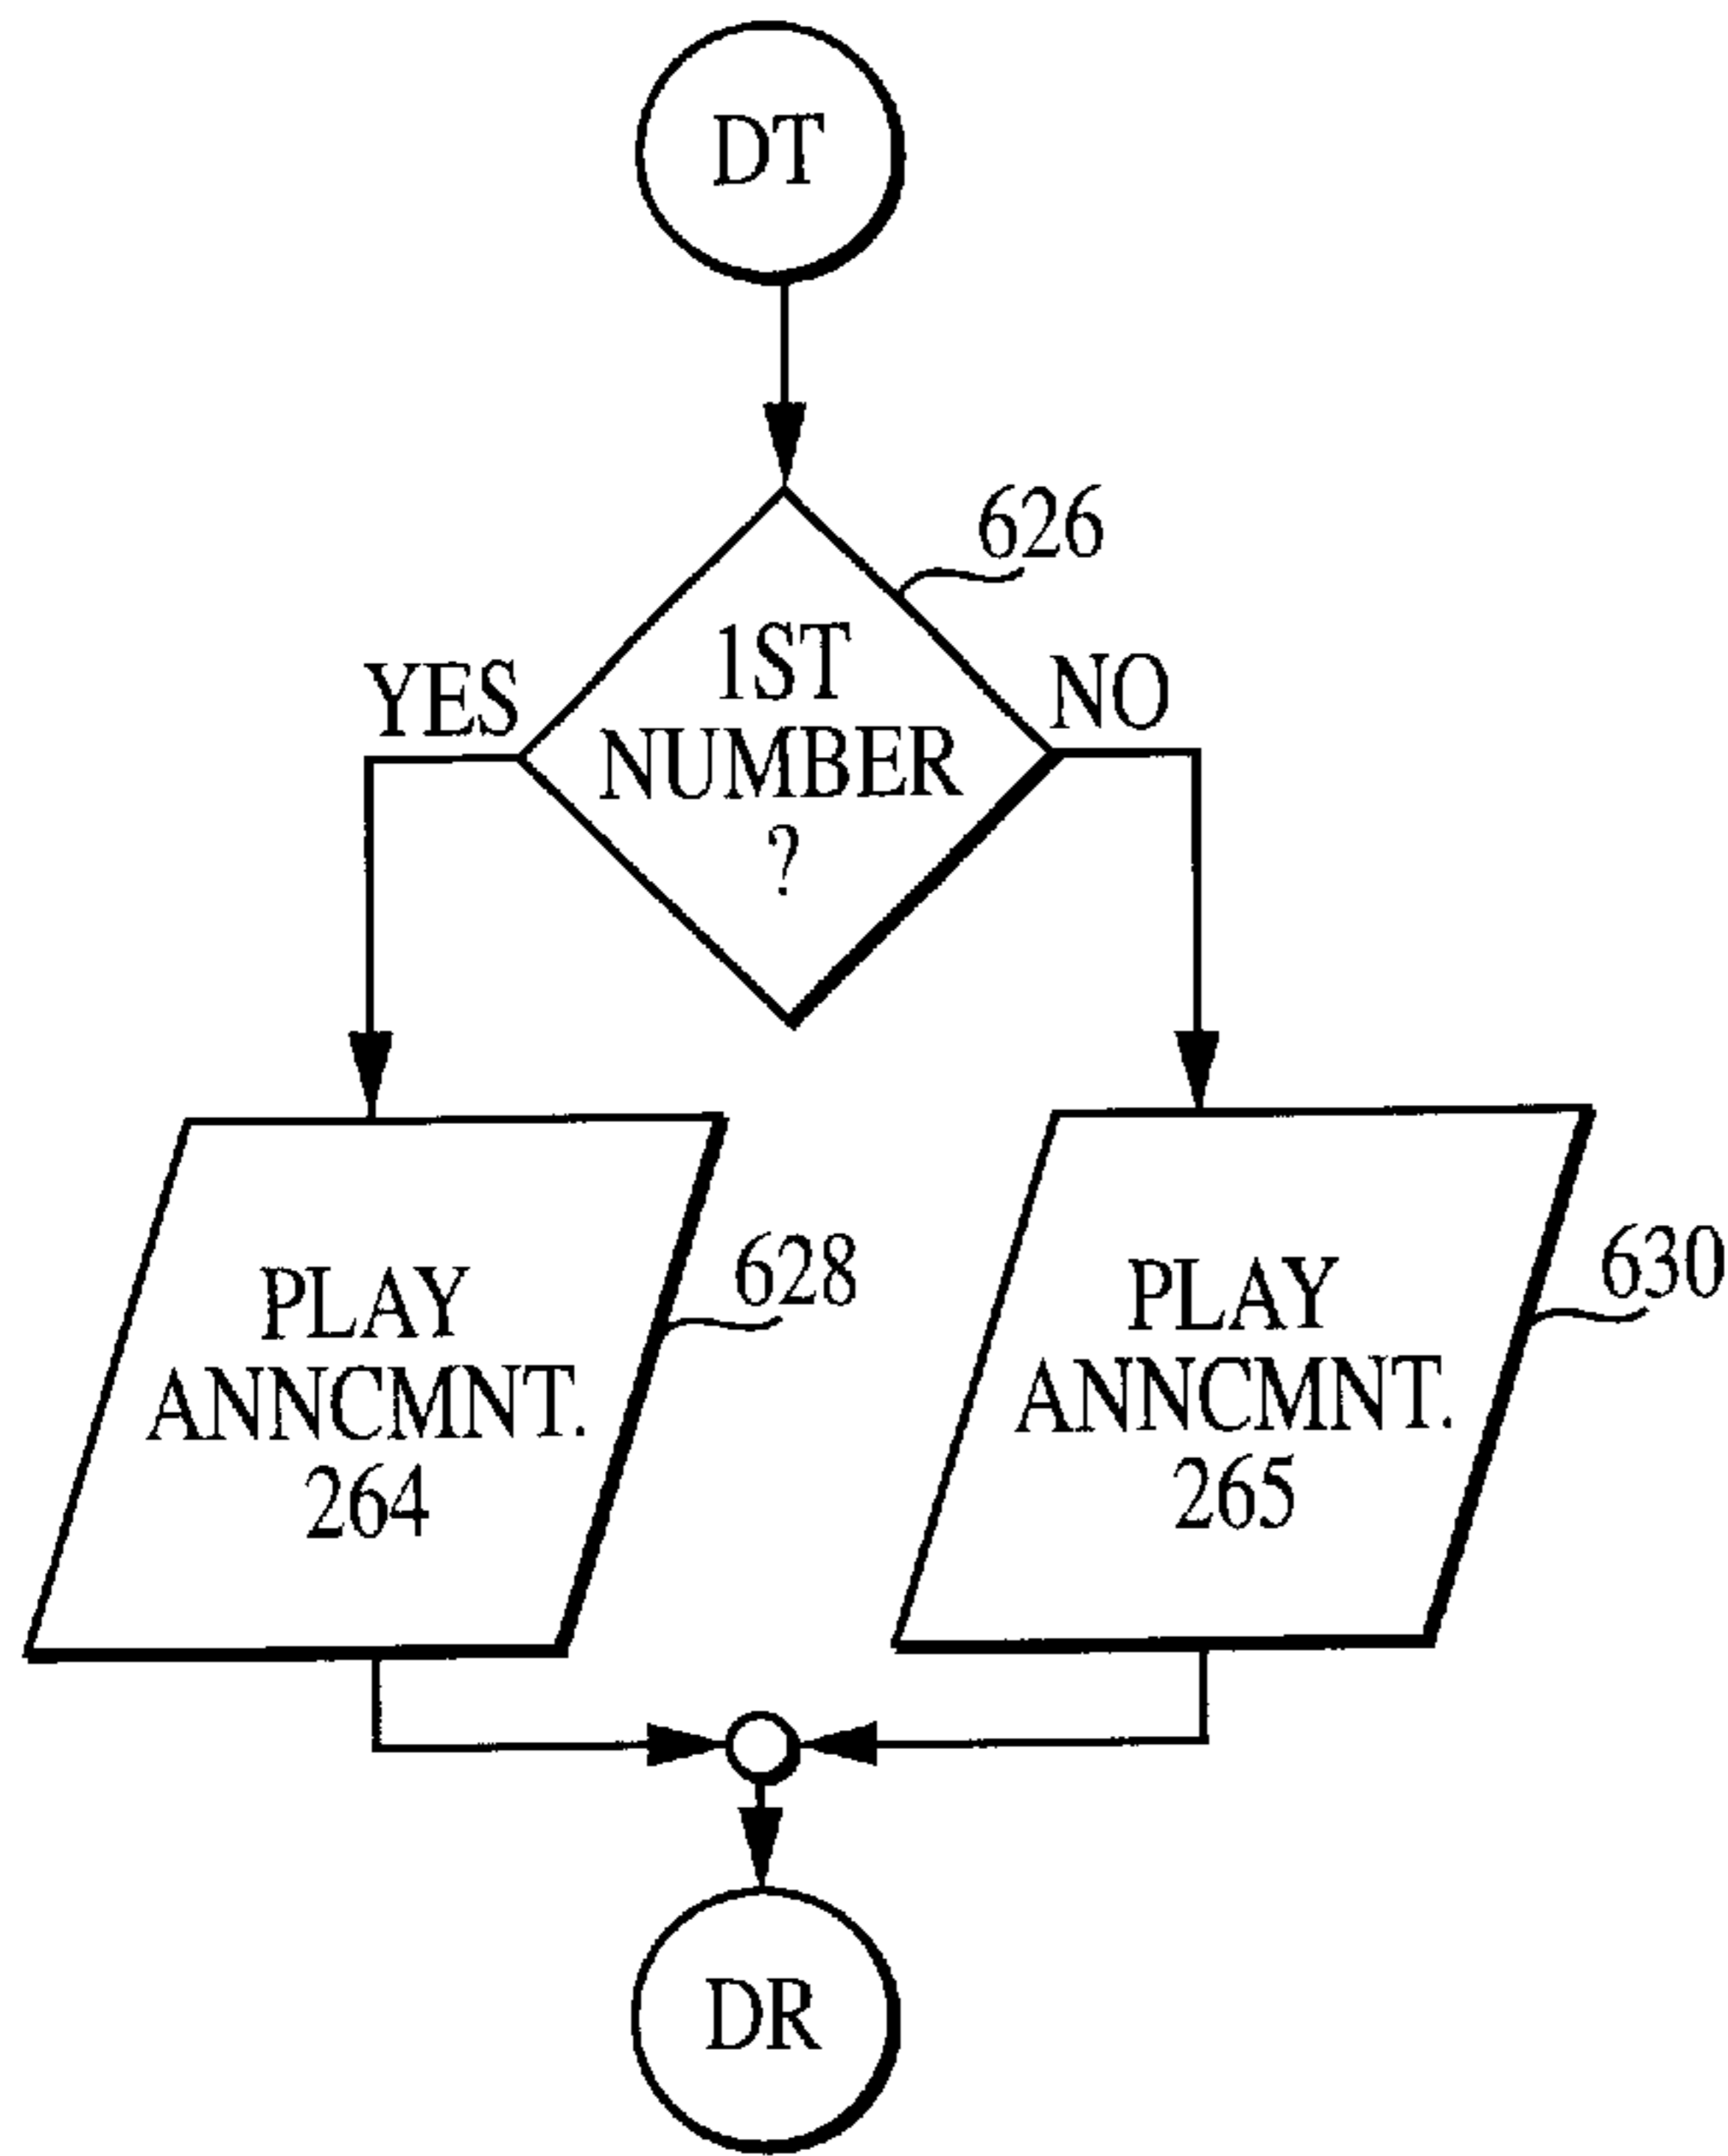 DT
626
1ST
NUMBER
?
YES
NO
PLAY
ANNCMNT.
264
628
PLAY
ANNCMNT.
265
630
DR